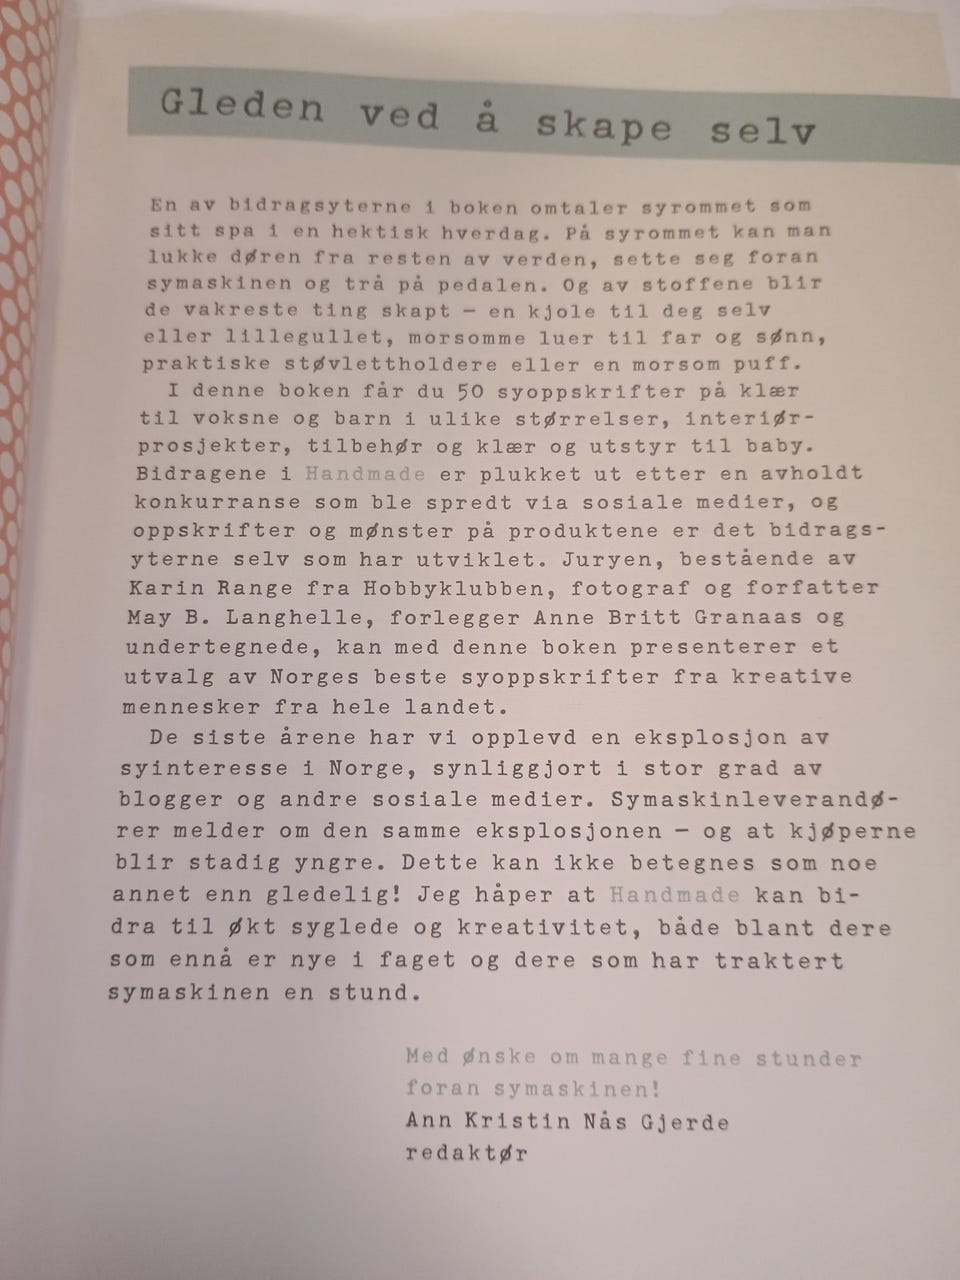 Gleden ved å skape selv
En av bidragsyterne i boken omtaler syrommet som
sitt spa i en hektisk hverdag. På syrommet kan man
lukke døren fra resten av verden, sette seg foran
symaskinen og trå på pedalen. Og av stoffene blir
de vakreste ting skapt – en kjole til deg selv
eller lillegullet, morsomme luer til far og sønn,
praktiske støvlettholdere eller en morsom puff.
I denne boken får du 50 syoppskrifter på klær
til voksne og barn i ulike størrelser, interiør-
prosjekter, tilbehør og klær og utstyr til baby.
Bidragene i Handmade er plukket ut etter en avholdt
konkurranse som ble spredt via sosiale medier, og
oppskrifter og mønster på produktene er det bidrags-
yterne selv som har utviklet. Juryen, bestående av
Karin Range fra Hobbyklubben, fotograf og forfatter
May B. Langhelle, forlegger Anne Britt Granaas og
undertegnede, kan med denne boken presenterer et
utvalg av Norges beste syoppskrifter fra kreative
mennesker fra hele landet.
De siste årene har vi opplevd en eksplosjon av
syinteresse i Norge, synliggjort i stor grad av
blogger og andre sosiale medier. Symaskinleverandø-
rer melder om den samme eksplosjonen – og at kjøperne
blir stadig yngre. Dette kan ikke betegnes som noe
annet enn gledelig! Jeg håper at Handmade kan bi-
dra til økt syglede og kreativitet, både blant dere
som ennå er nye i faget og dere som har traktert
symaskinen en stund.
Med ønske om mange fine stunder
foran symaskinen!
Ann Kristin Nås Gjerde
redaktør